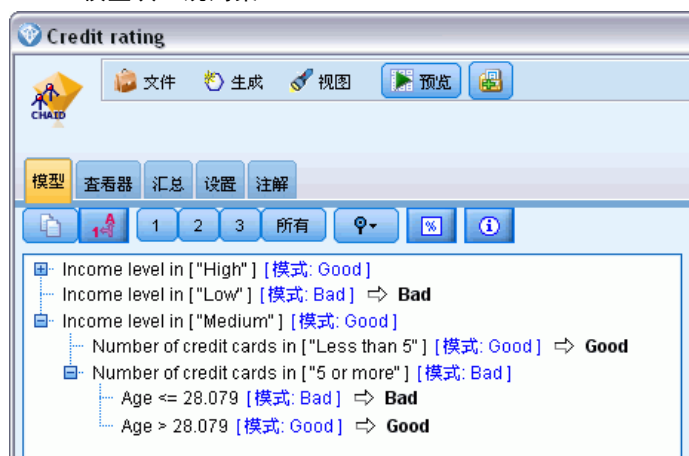 Credit rating
文件 生成 视图 预览
CHAID
模型 查看器 汇总 设置 注解
1 2 3 所有 %
Income level in ["High"] [模式: Good]
Income level in ["Low"] [模式: Bad] ⇨ Bad
Income level in ["Medium"] [模式: Good]
Number of credit cards in ["Less than 5"] [模式: Good] ⇨ Good
Number of credit cards in ["5 or more"] [模式: Bad]
Age <= 28.079 [模式: Bad] ⇨ Bad
Age > 28.079 [模式: Good] ⇨ Good